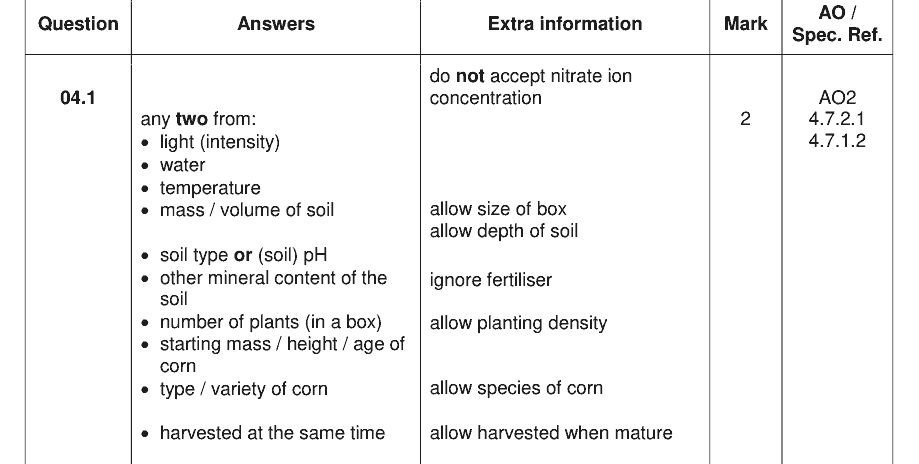 Question Answers Extra information Mark AO / Spec. Ref.
do not accept nitrate ion
04.1 concentration AO2
any two from: 2 4.7.2.1
• light (intensity) 4.7.1.2
• water
• temperature
• mass / volume of soil allow size of box
allow depth of soil
• soil type or (soil) pH
• other mineral content of the ignore fertiliser
soil
• number of plants (in a box) allow planting density
• starting mass / height / age of
corn
• type / variety of corn allow species of corn
• harvested at the same time allow harvested when mature